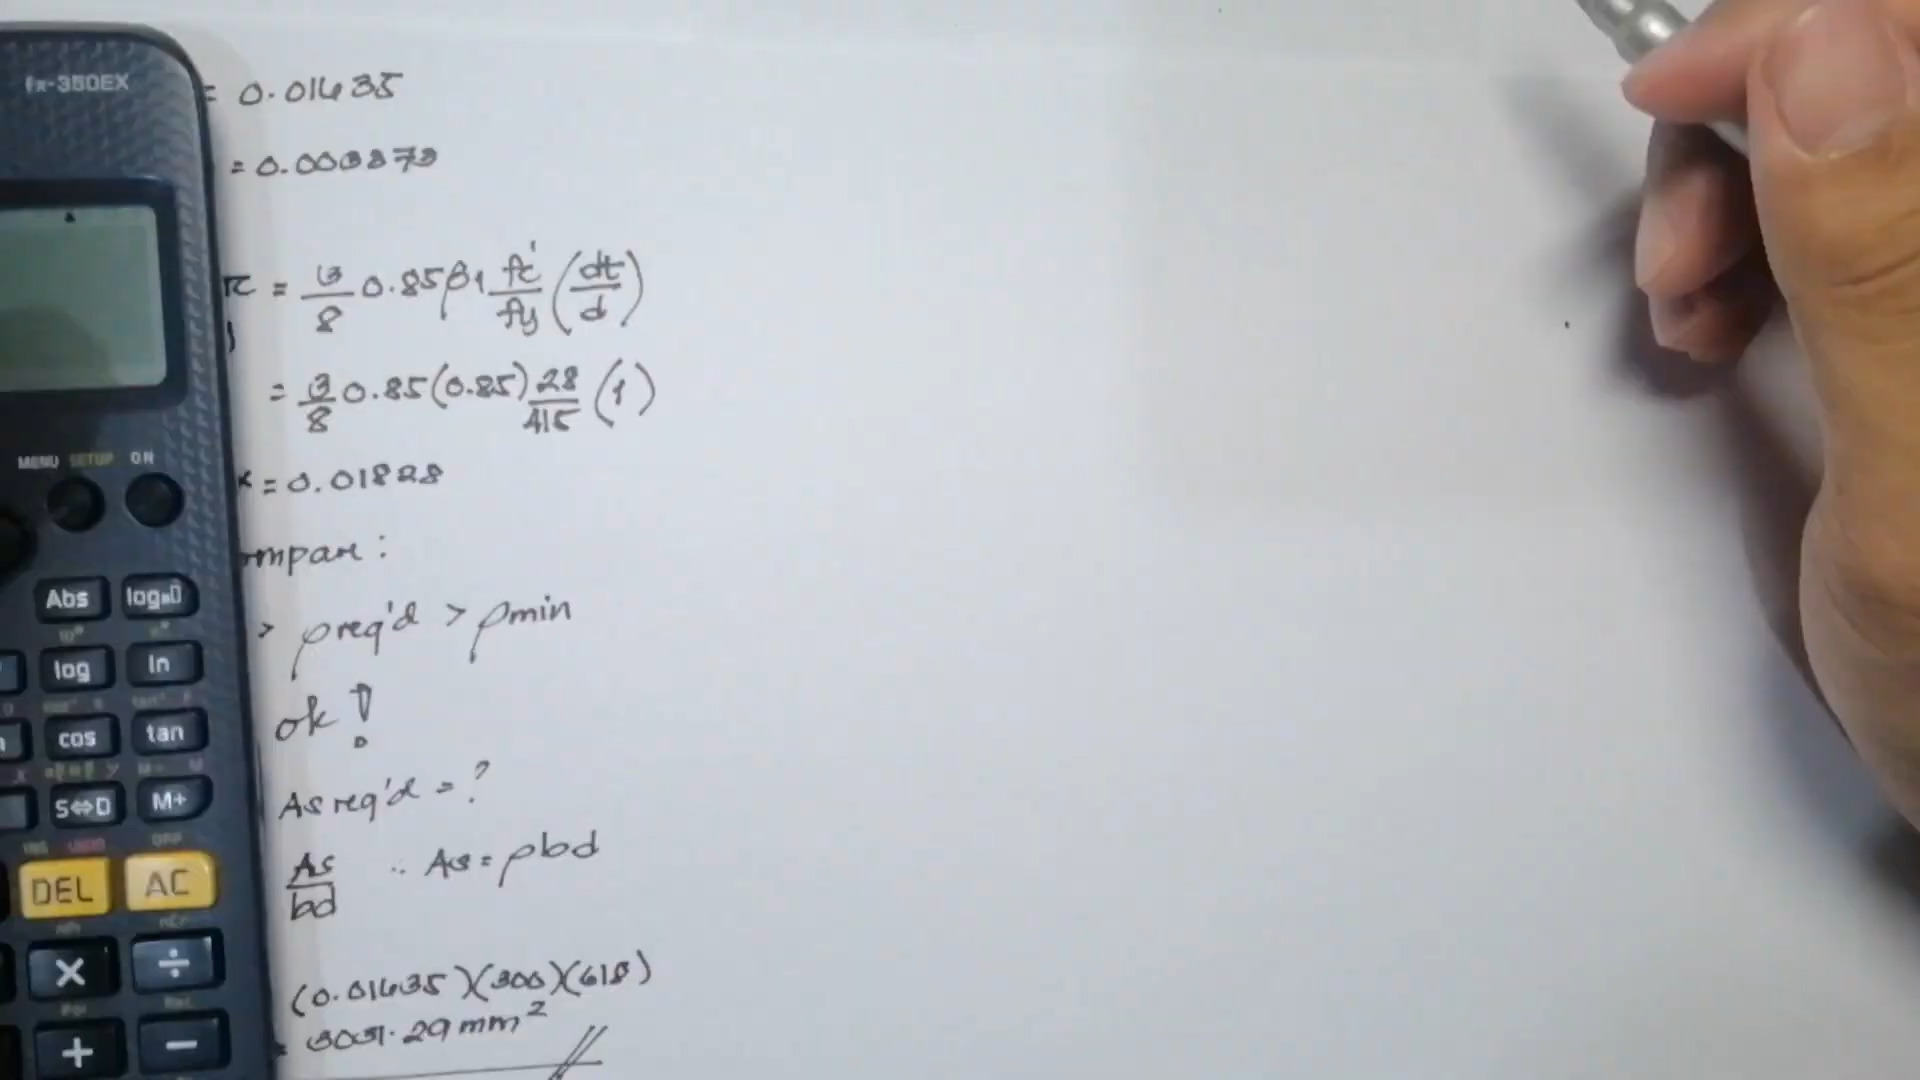 fx-350EX
= 0.01635
= 0.003373
= 3/8 0.85β1 fc'/fy (dt/d)
= 3/8 0.85(0.85) 28/415 (1)
= 0.01828
ompare :
> ρreq'd > ρmin
ok!
As req'd = ?
As/bd ∴ As = ρbd
(0.01635)(300)(618)
3031.29 mm²
MENU SETUP ON
Abs
log ln
cos tan
S⇔D M+
DEL AC
× ÷
+ −